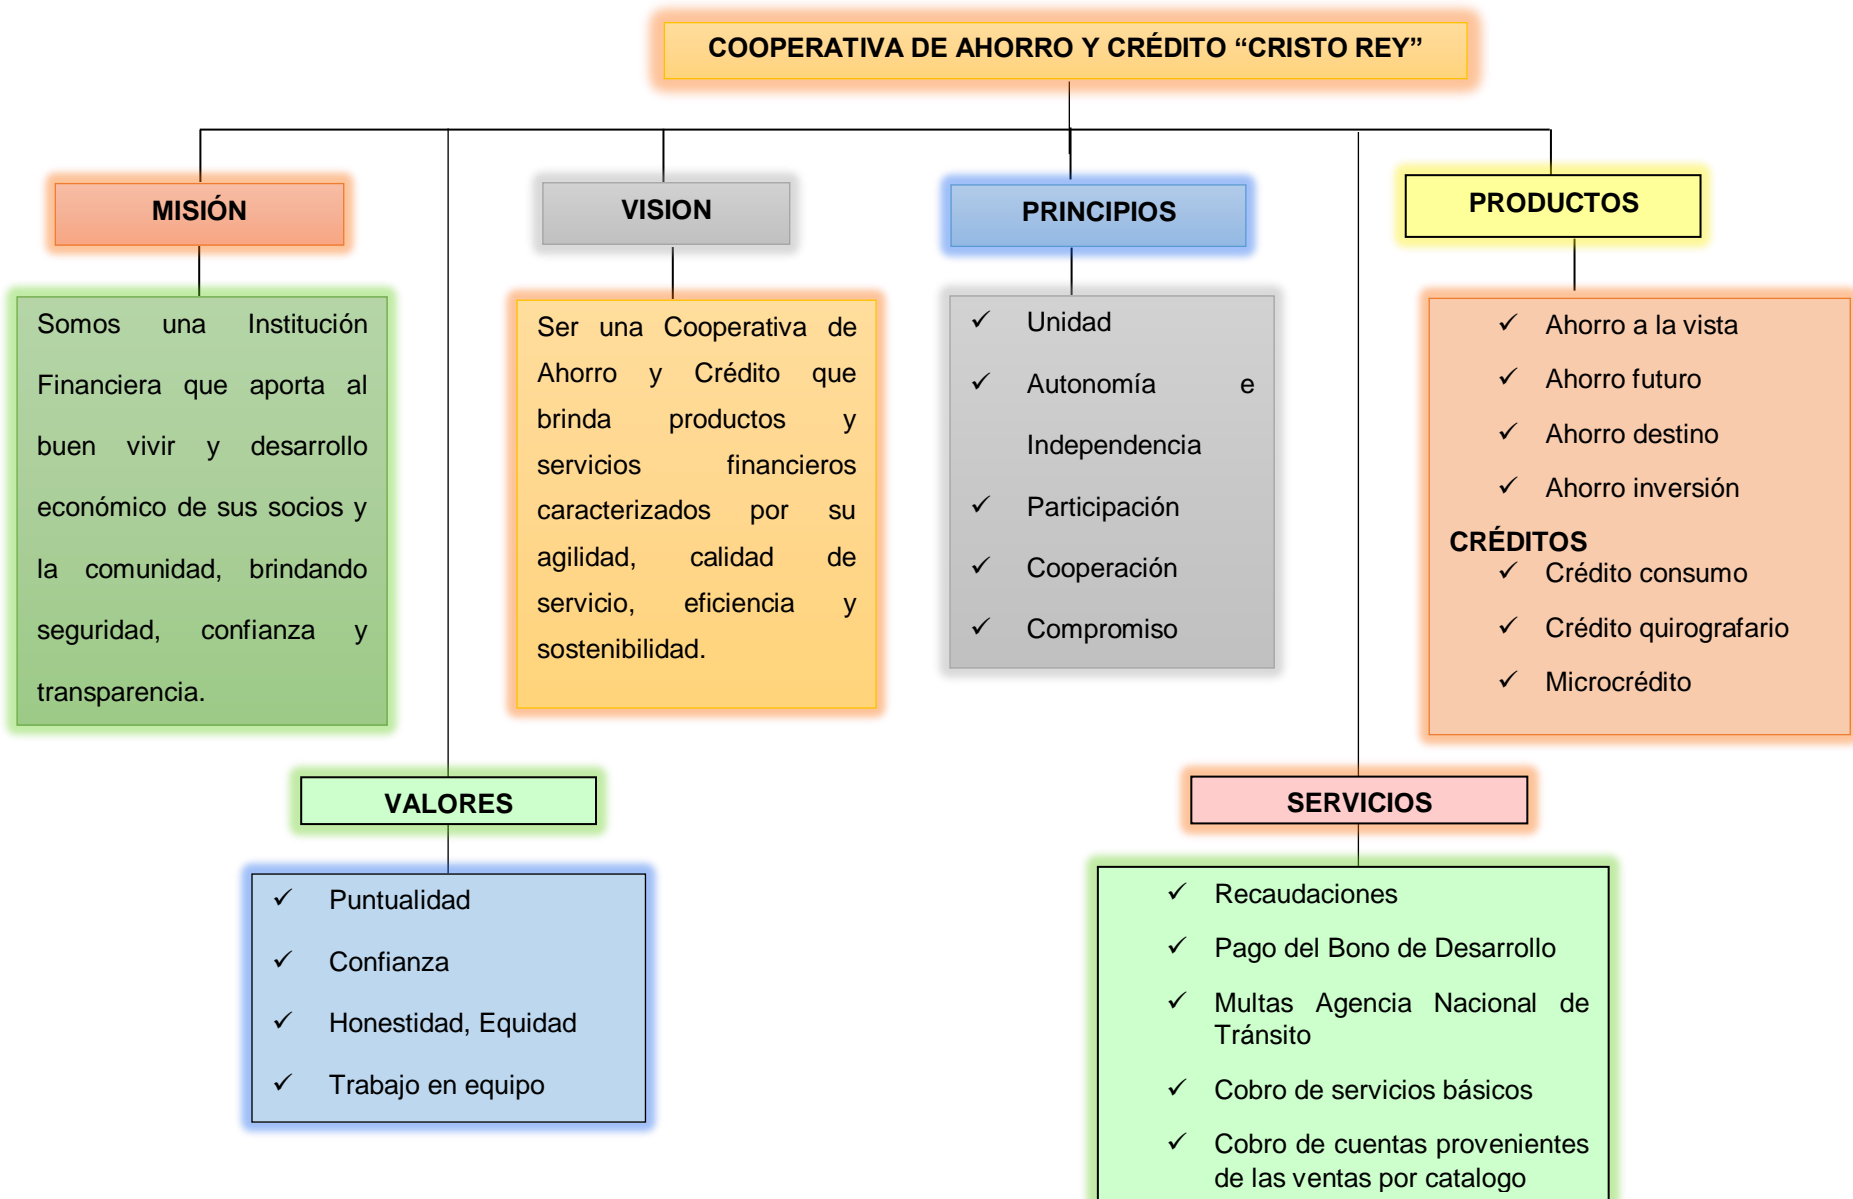 COOPERATIVA DE AHORRO Y CRÉDITO “CRISTO REY”
MISIÓN
Somos una Institución
Financiera que aporta al
buen vivir y desarrollo
económico de sus socios y
la comunidad, brindando
seguridad, confianza y
transparencia.
VISION
Ser una Cooperativa de
Ahorro y Crédito que
brinda productos y
servicios financieros
caracterizados por su
agilidad, calidad de
servicio, eficiencia y
sostenibilidad.
PRINCIPIOS
✓ Unidad
✓ Autonomía e
Independencia
✓ Participación
✓ Cooperación
✓ Compromiso
PRODUCTOS
✓ Ahorro a la vista
✓ Ahorro futuro
✓ Ahorro destino
✓ Ahorro inversión
CRÉDITOS
✓ Crédito consumo
✓ Crédito quirografario
✓ Microcrédito
VALORES
✓ Puntualidad
✓ Confianza
✓ Honestidad, Equidad
✓ Trabajo en equipo
SERVICIOS
✓ Recaudaciones
✓ Pago del Bono de Desarrollo
✓ Multas Agencia Nacional de
Tránsito
✓ Cobro de servicios básicos
✓ Cobro de cuentas provenientes
de las ventas por catalogo